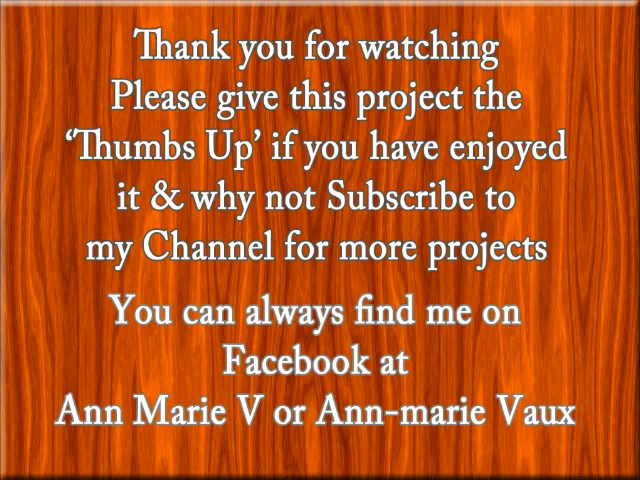 Thank you for watching
Please give this project the
‘Thumbs Up’ if you have enjoyed
it & why not Subscribe to
my Channel for more projects
You can always find me on
Facebook at
Ann Marie V or Ann-marie Vaux